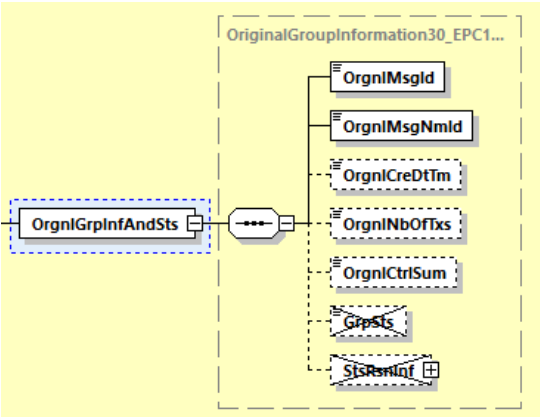 OriginalGroupInformation30_EPC1...
OrgnlMsgId
OrgnlMsgNmId
OrgnlCreDtTm
OrgnlGrpInfAndSts
OrgnlNbOfTxs
OrgnlCtrlSum
GrpSts
StsRsnInf